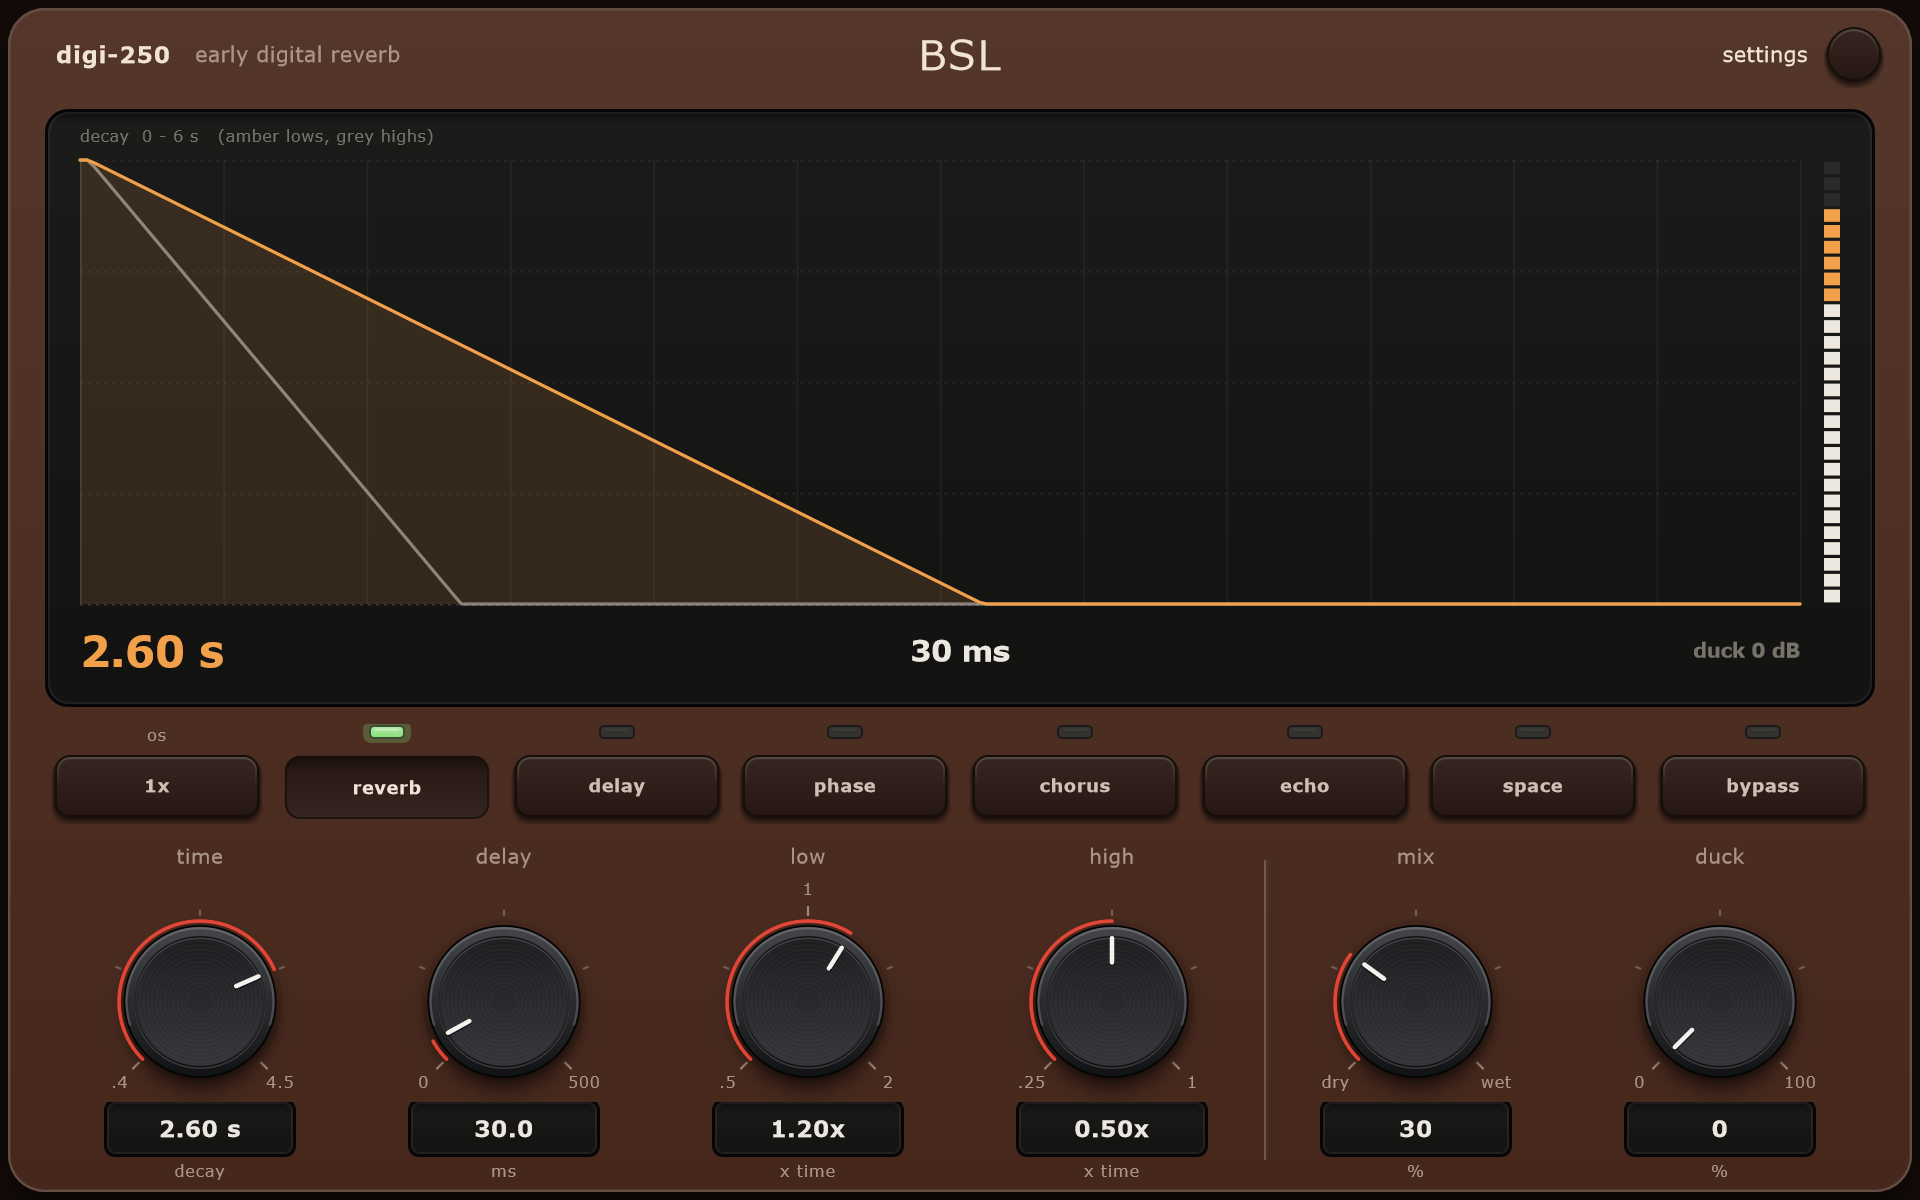 digi-250 early digital reverb BSL settings
decay 0 - 6 s (amber lows, grey highs)
2.60 s 30 ms duck 0 dB
os
1x reverb delay phase chorus echo space bypass
time delay low high mix duck
1
.4 4.5 0 500 .5 2 .25 1 dry wet 0 100
2.60 s 30.0 1.20x 0.50x 30 0
decay ms x time x time % %